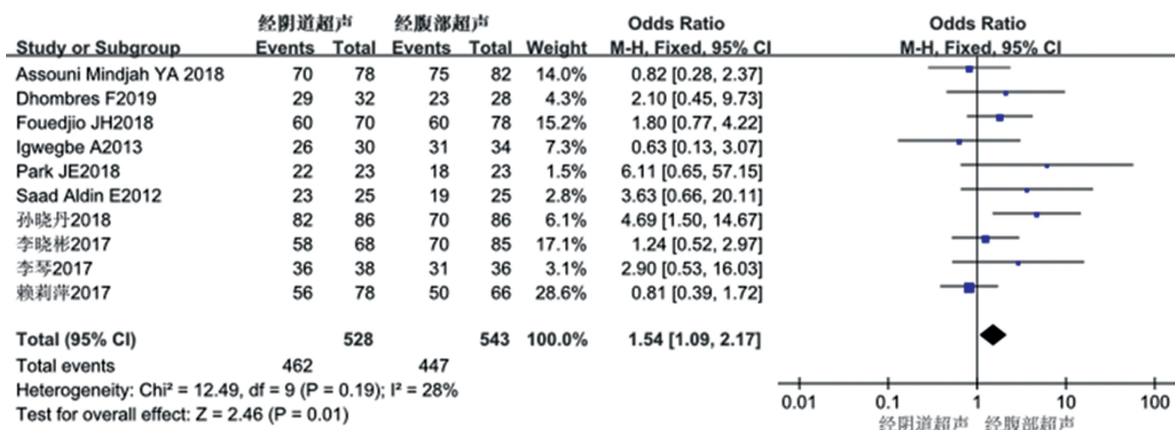 经阴道超声 经腹部超声 Odds Ratio Odds Ratio
Study or Subgroup Events Total Events Total Weight M-H, Fixed, 95% CI M-H, Fixed, 95% CI
Assouni Mindjah YA 2018 70 78 75 82 14.0% 0.82 [0.28, 2.37]
Dhombres F2019 29 32 23 28 4.3% 2.10 [0.45, 9.73]
Fouedjio JH2018 60 70 60 78 15.2% 1.80 [0.77, 4.22]
Igwegbe A2013 26 30 31 34 7.3% 0.63 [0.13, 3.07]
Park JE2018 22 23 18 23 1.5% 6.11 [0.65, 57.15]
Saad Aldin E2012 23 25 19 25 2.8% 3.63 [0.66, 20.11]
孙晓丹2018 82 86 70 86 6.1% 4.69 [1.50, 14.67]
李晓彬2017 58 68 70 85 17.1% 1.24 [0.52, 2.97]
李琴2017 36 38 31 36 3.1% 2.90 [0.53, 16.03]
赖莉萍2017 56 78 50 66 28.6% 0.81 [0.39, 1.72]
Total (95% CI) 528 543 100.0% 1.54 [1.09, 2.17]
Total events 462 447
Heterogeneity: Chi² = 12.49, df = 9 (P = 0.19); I² = 28%
Test for overall effect: Z = 2.46 (P = 0.01)
0.01 0.1 1 10 100
经阴道超声 经腹部超声